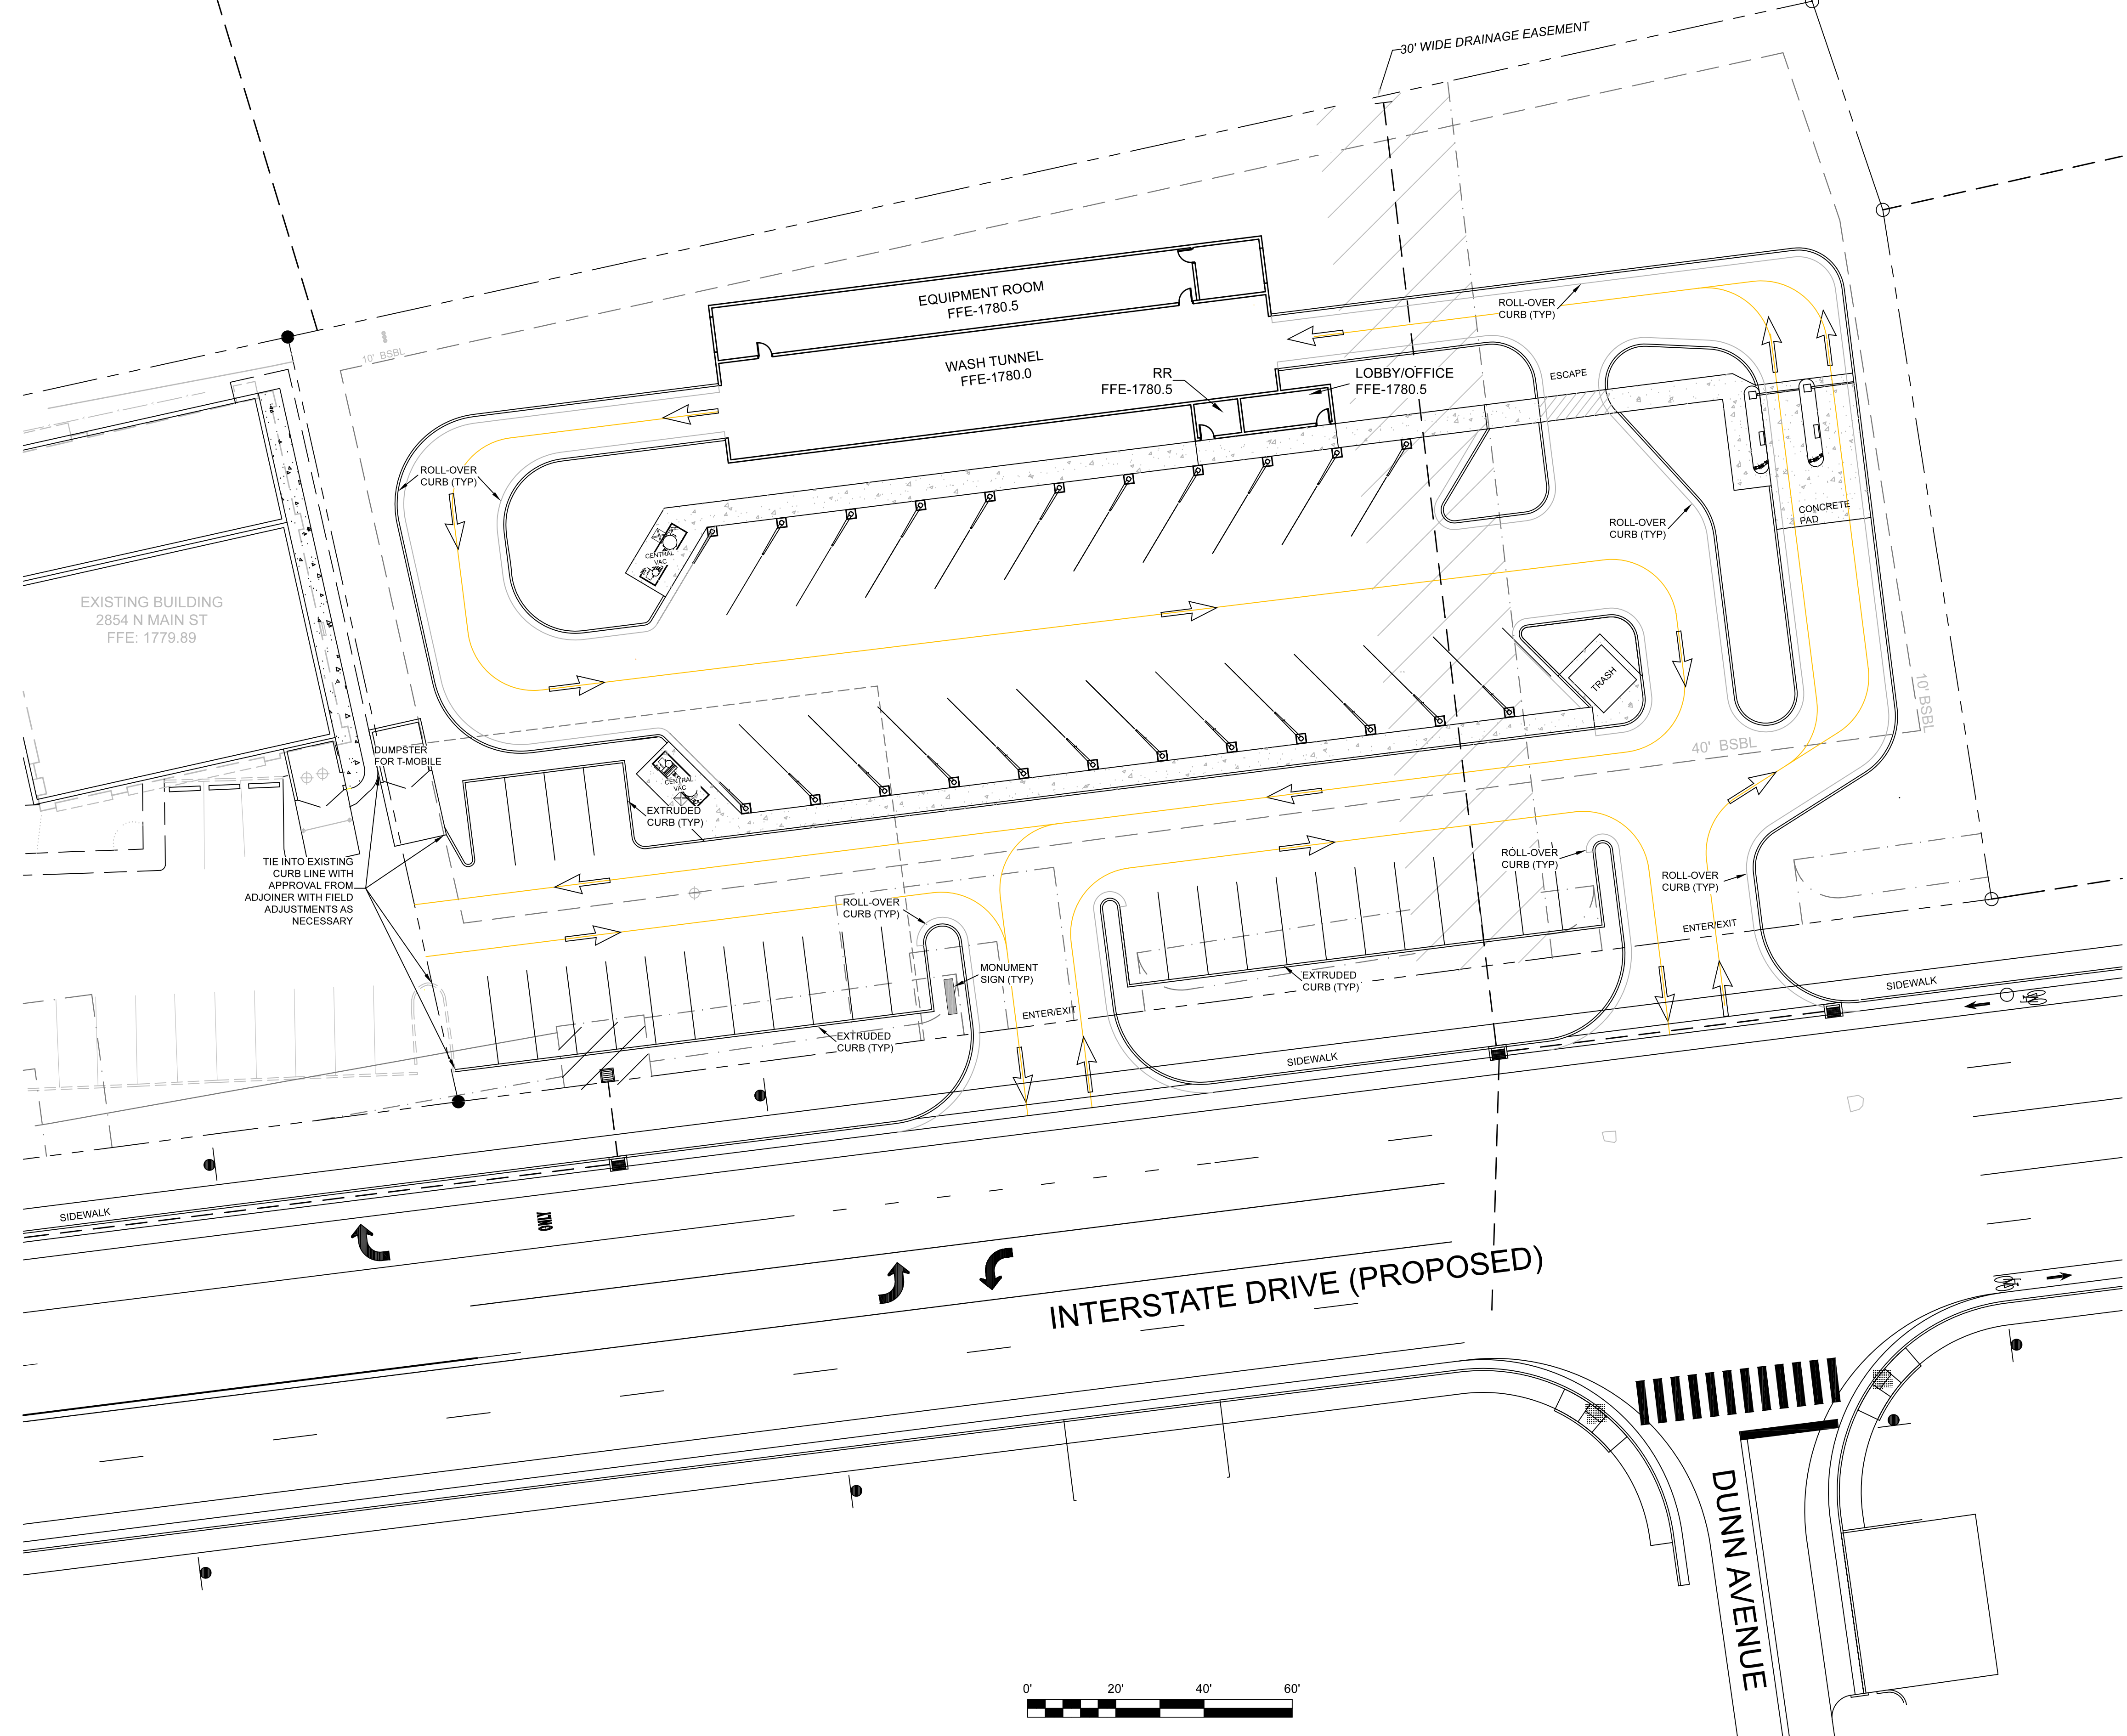 30' WIDE DRAINAGE EASEMENT
10' BSBL
EQUIPMENT ROOM
FFE-1780.5
ROLL-OVER
CURB (TYP)
WASH TUNNEL
FFE-1780.0
RR
FFE-1780.5
LOBBY/OFFICE
FFE-1780.5
ESCAPE
ROLL-OVER
CURB (TYP)
CONCRETE
PAD
ROLL-OVER
CURB (TYP)
CENTRAL
VAC
EXISTING BUILDING
2854 N MAIN ST
FFE: 1779.89
TRASH
10' BSBL
40' BSBL
DUMPSTER
FOR T-MOBILE
CENTRAL
VAC
EXTRUDED
CURB (TYP)
TIE INTO EXISTING
CURB LINE WITH
APPROVAL FROM
ADJOINER WITH FIELD
ADJUSTMENTS AS
NECESSARY
ROLL-OVER
CURB (TYP)
ROLL-OVER
CURB (TYP)
ROLL-OVER
CURB (TYP)
ENTER/EXIT
MONUMENT
SIGN (TYP)
EXTRUDED
CURB (TYP)
SIDEWALK
ENTER/EXIT
EXTRUDED
CURB (TYP)
SIDEWALK
SIDEWALK
ONLY
INTERSTATE DRIVE (PROPOSED)
DUNN AVENUE
0' 20' 40' 60'